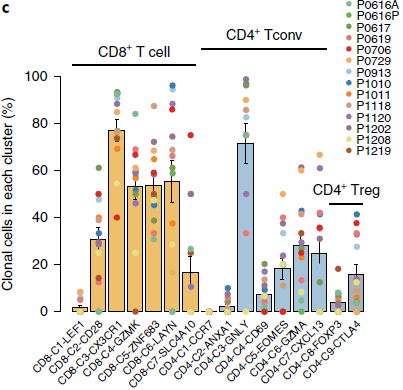 c
CD8⁺ T cell
CD4⁺ Tconv
CD4⁺ Treg
P0616A
P0616P
P0617
P0619
P0706
P0729
P0913
P1010
P1011
P1118
P1120
P1202
P1208
P1219
Clonal cells in each cluster (%)
100
80
60
40
20
0
CD8-C1-LEF1
CD8-C2-CD28
CD8-C3-CX3CR1
CD8-C4-GZMK
CD8-C5-ZNF683
CD8-C6-LAYN
CD8-C7-SLC4A10
CD4-C1-CCR7
CD4-C2-ANXA1
CD4-C3-GNLY
CD4-C4-CD69
CD4-C5-EOMES
CD4-C6-GZMA
CD4-C7-CXCL13
CD4-C8-FOXP3
CD4-C9-CTLA4